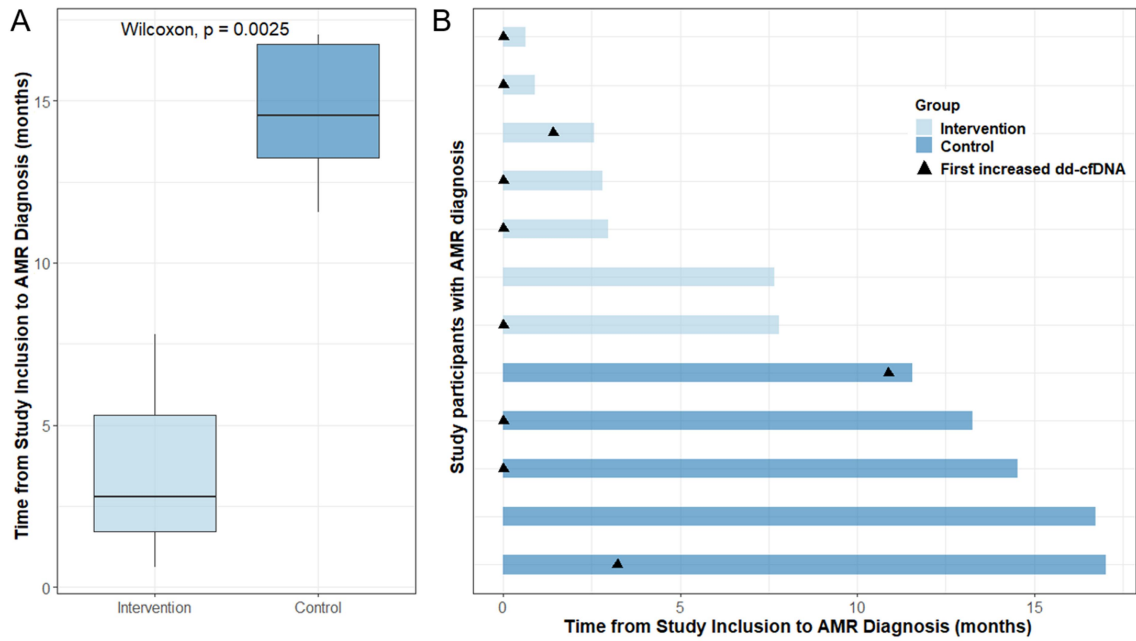 A
Wilcoxon, p = 0.0025
Time from Study Inclusion to AMR Diagnosis (months)
15
10
5
0
Intervention
Control
B
Study participants with AMR diagnosis
Group
Intervention
Control
First increased dd-cfDNA
0
5
10
15
Time from Study Inclusion to AMR Diagnosis (months)